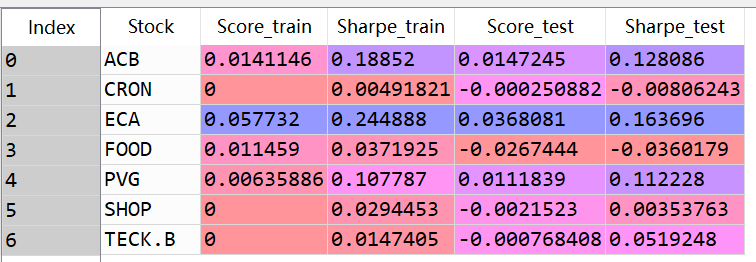 Index Stock Score_train Sharpe_train Score_test Sharpe_test
0 ACB 0.0141146 0.18852 0.0147245 0.128086
1 CRON 0 0.00491821 -0.000250882 -0.00806243
2 ECA 0.057732 0.244888 0.0368081 0.163696
3 FOOD 0.011459 0.0371925 -0.0267444 -0.0360179
4 PVG 0.00635886 0.107787 0.0111839 0.112228
5 SHOP 0 0.0294453 -0.0021523 0.00353763
6 TECK.B 0 0.0147405 -0.000768408 0.0519248